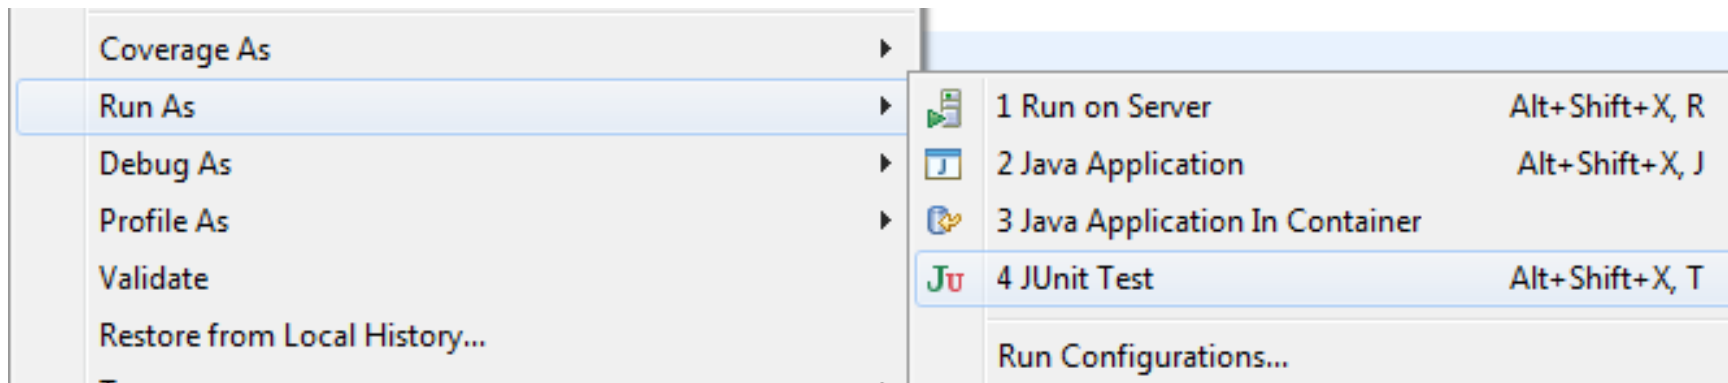 Coverage As
Run As
Debug As
Profile As
Validate
Restore from Local History...
1 Run on Server Alt+Shift+X, R
2 Java Application Alt+Shift+X, J
3 Java Application In Container
JU 4 JUnit Test Alt+Shift+X, T
Run Configurations...